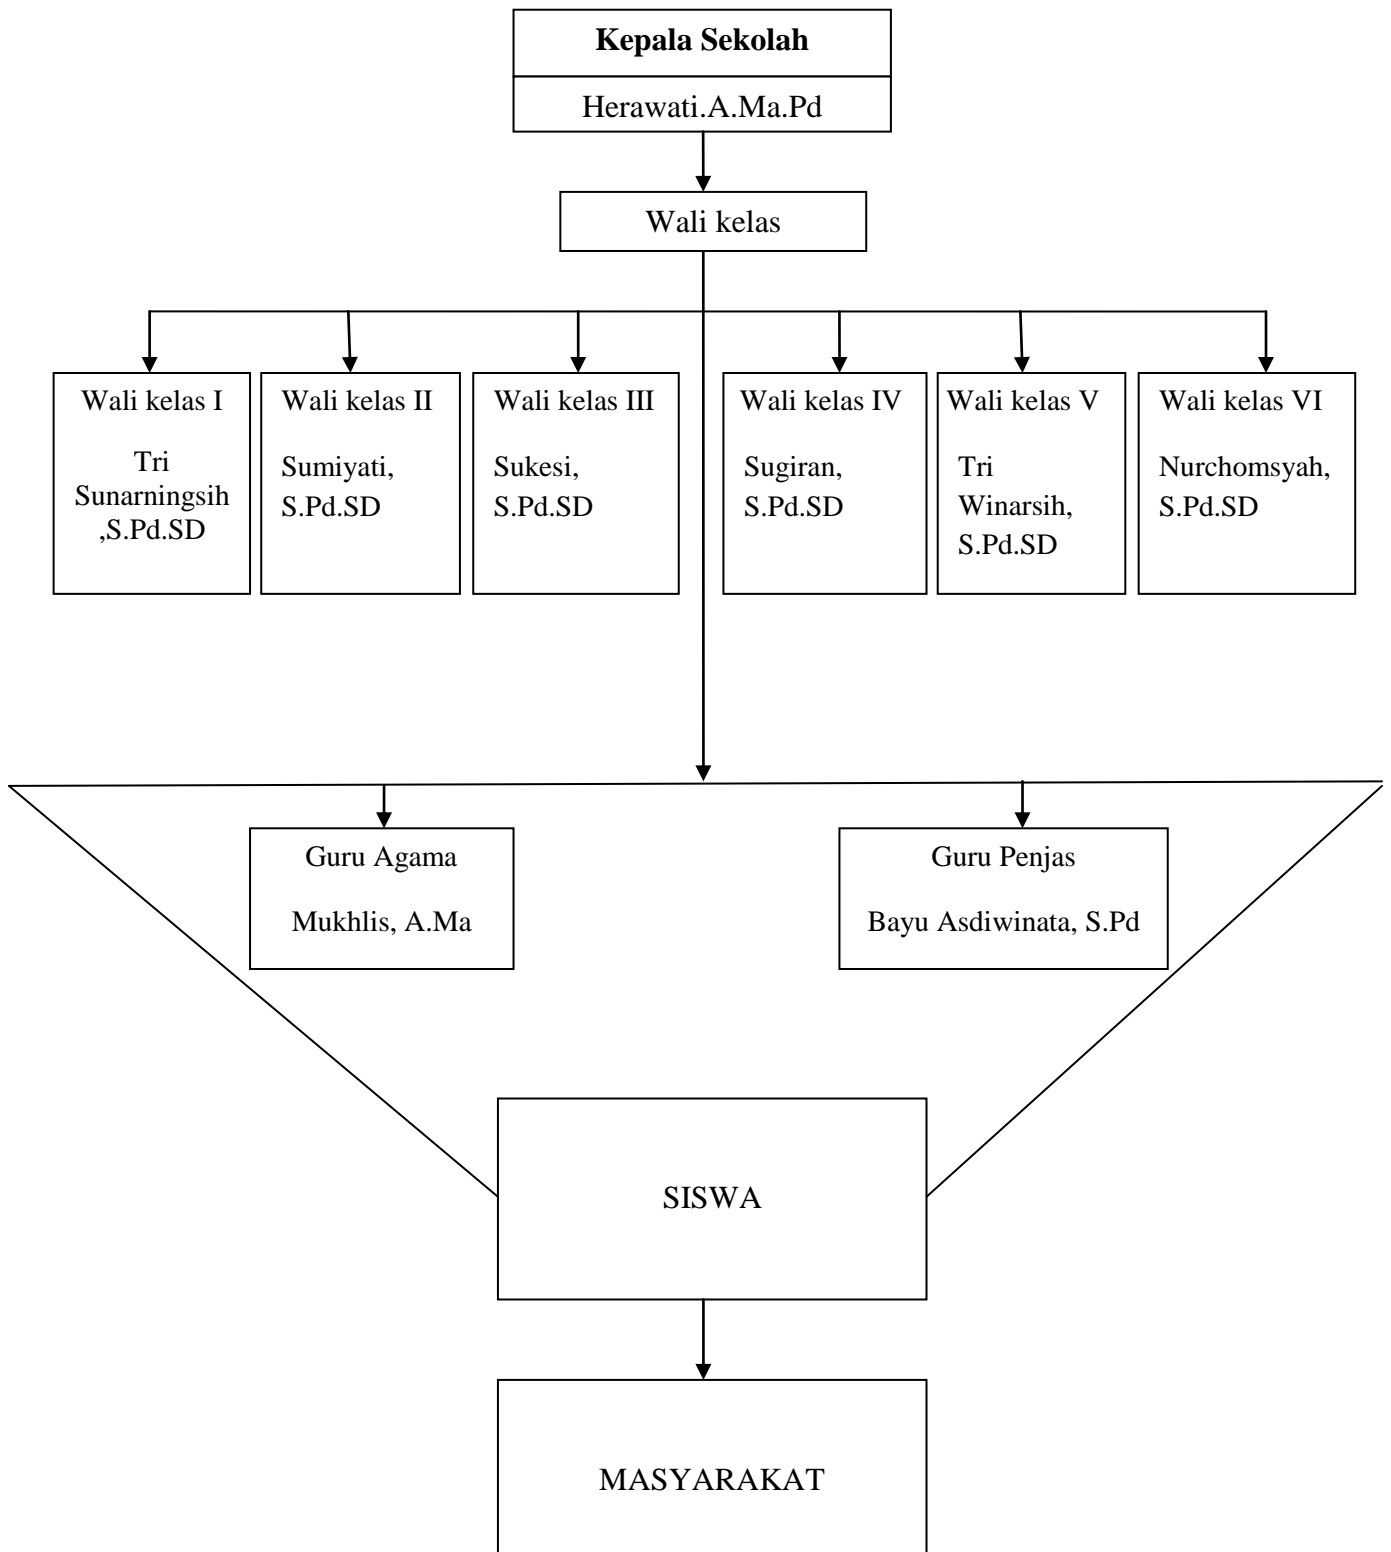 Kepala Sekolah
Herawati.A.Ma.Pd
Wali kelas
Wali kelas I
Tri
Sunarningsih
,S.Pd.SD
Wali kelas II
Sumiyati,
S.Pd.SD
Wali kelas III
Sukesi,
S.Pd.SD
Wali kelas IV
Sugiran,
S.Pd.SD
Wali kelas V
Tri
Winarsih,
S.Pd.SD
Wali kelas VI
Nurchomsyah,
S.Pd.SD
Guru Agama
Mukhlis, A.Ma
Guru Penjas
Bayu Asdiwinata, S.Pd
SISWA
MASYARAKAT